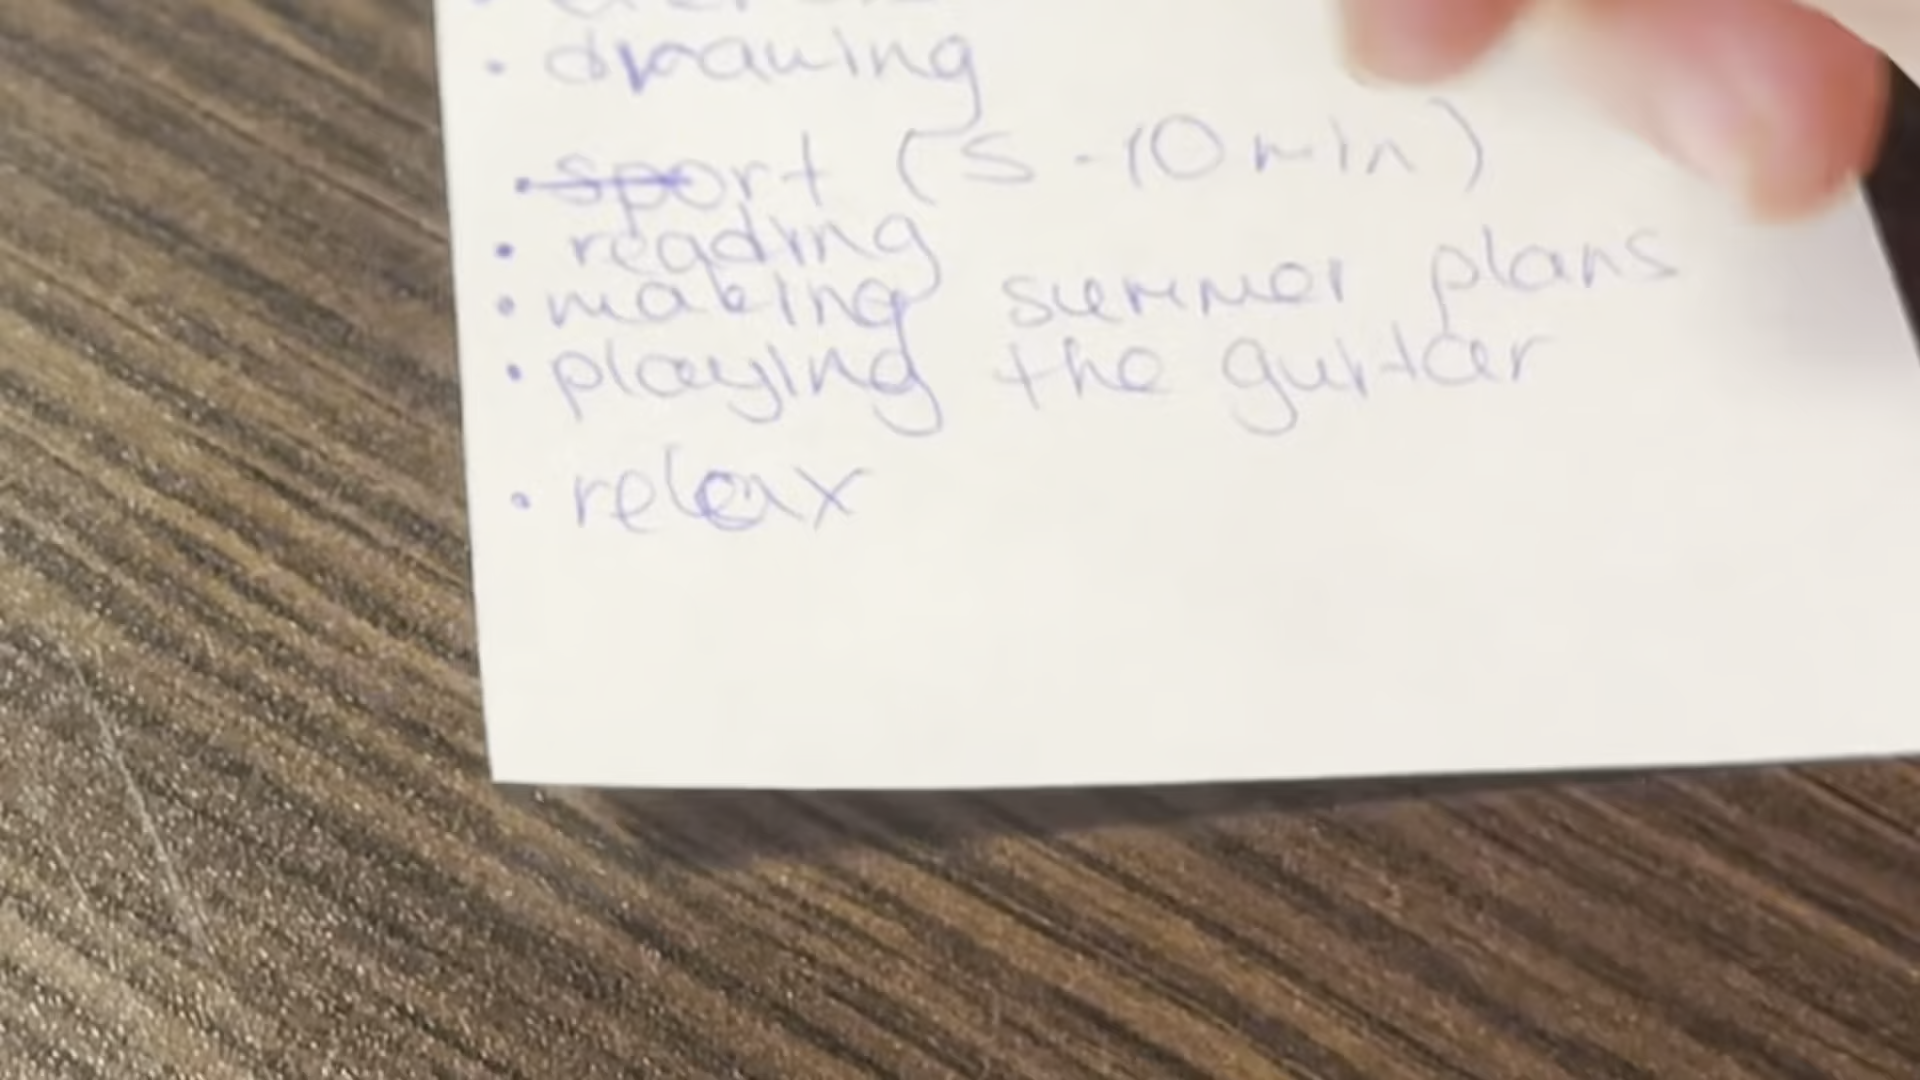 • drawing
• sport (5-10 min)
• reading
• making summer plans
• playing the guitar
• relax